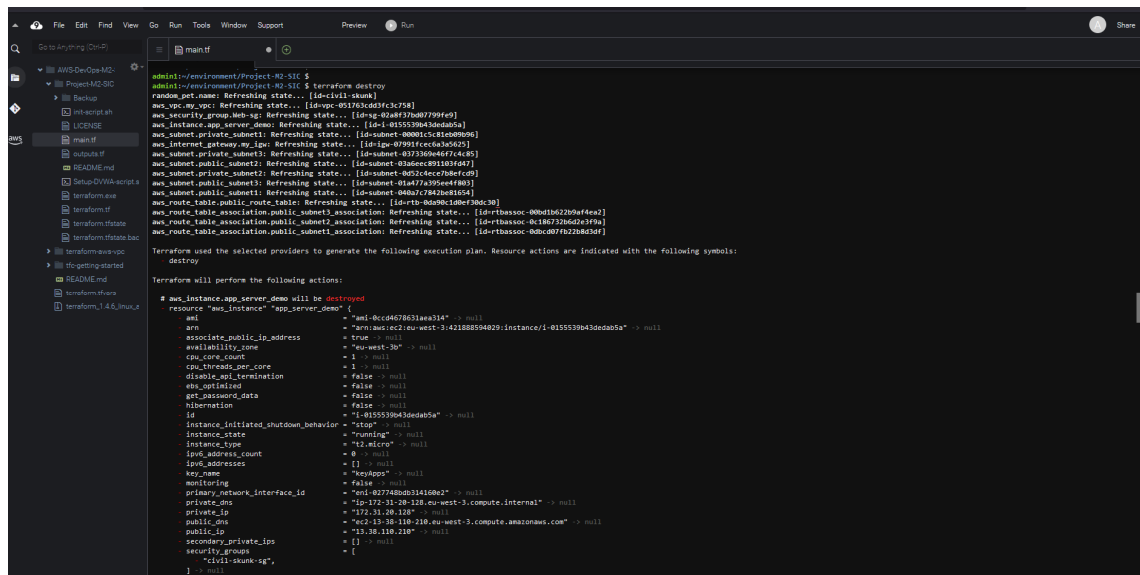 File Edit Find View Go Run Tools Window Support Preview Run Share
Go to Anything (Ctrl-P)
main.tf
AWS-DevOps-M2-
Project-M2-SIC
Backup
init-script.sh
LICENSE
main.tf
outputs.tf
README.md
Setup-DVWA-script.s
terraform.exe
terraform.tf
terraform.tfstate
terraform.tfstate.bac
terraform-aws-vpc
tfc-getting-started
README.md
terraform.tfvars
terraform_1.4.6_linux_a
aws
admin1:~/environment/Project-M2-SIC $
admin1:~/environment/Project-M2-SIC $ terraform destroy
random_pet.name: Refreshing state... [id=civil-skunk]
aws_vpc.my_vpc: Refreshing state... [id=vpc-051763cdd3fc3c758]
aws_security_group.Web-sg: Refreshing state... [id=sg-02a8f37bd07799fe9]
aws_instance.app_server_demo: Refreshing state... [id=i-0155539b43dedab5a]
aws_subnet.private_subnet1: Refreshing state... [id=subnet-00001c5c81eb09b96]
aws_internet_gateway.my_igw: Refreshing state... [id=igw-07991fcec6a3a5625]
aws_subnet.private_subnet3: Refreshing state... [id=subnet-0373369e46f7c4c85]
aws_subnet.public_subnet2: Refreshing state... [id=subnet-03a6eec891103fd47]
aws_subnet.private_subnet2: Refreshing state... [id=subnet-0d52c4ece7b8efcd9]
aws_subnet.public_subnet3: Refreshing state... [id=subnet-01a477a395ee4f803]
aws_subnet.public_subnet1: Refreshing state... [id=subnet-040a7c7842be81654]
aws_route_table.public_route_table: Refreshing state... [id=rtb-0da90c1d0ef30dc30]
aws_route_table_association.public_subnet3_association: Refreshing state... [id=rtbassoc-00bd1b622b9af4ea2]
aws_route_table_association.public_subnet2_association: Refreshing state... [id=rtbassoc-0c186732b6d2e3f9a]
aws_route_table_association.public_subnet1_association: Refreshing state... [id=rtbassoc-0dbcd07fb22b8d3df]
Terraform used the selected providers to generate the following execution plan. Resource actions are indicated with the following symbols:
- destroy
Terraform will perform the following actions:
# aws_instance.app_server_demo will be destroyed
- resource "aws_instance" "app_server_demo" {
- ami = "ami-0ccd4678631aea314" -> null
- arn = "arn:aws:ec2:eu-west-3:421888594029:instance/i-0155539b43dedab5a" -> null
- associate_public_ip_address = true -> null
- availability_zone = "eu-west-3b" -> null
- cpu_core_count = 1 -> null
- cpu_threads_per_core = 1 -> null
- disable_api_termination = false -> null
- ebs_optimized = false -> null
- get_password_data = false -> null
- hibernation = false -> null
- id = "i-0155539b43dedab5a" -> null
- instance_initiated_shutdown_behavior = "stop" -> null
- instance_state = "running" -> null
- instance_type = "t2.micro" -> null
- ipv6_address_count = 0 -> null
- ipv6_addresses = [] -> null
- key_name = "keyApps" -> null
- monitoring = false -> null
- primary_network_interface_id = "eni-027748bdb314160e2" -> null
- private_dns = "ip-172-31-20-128.eu-west-3.compute.internal" -> null
- private_ip = "172.31.20.128" -> null
- public_dns = "ec2-13-38-110-210.eu-west-3.compute.amazonaws.com" -> null
- public_ip = "13.38.110.210" -> null
- secondary_private_ips = [] -> null
- security_groups = [
- "civil-skunk-sg",
] -> null